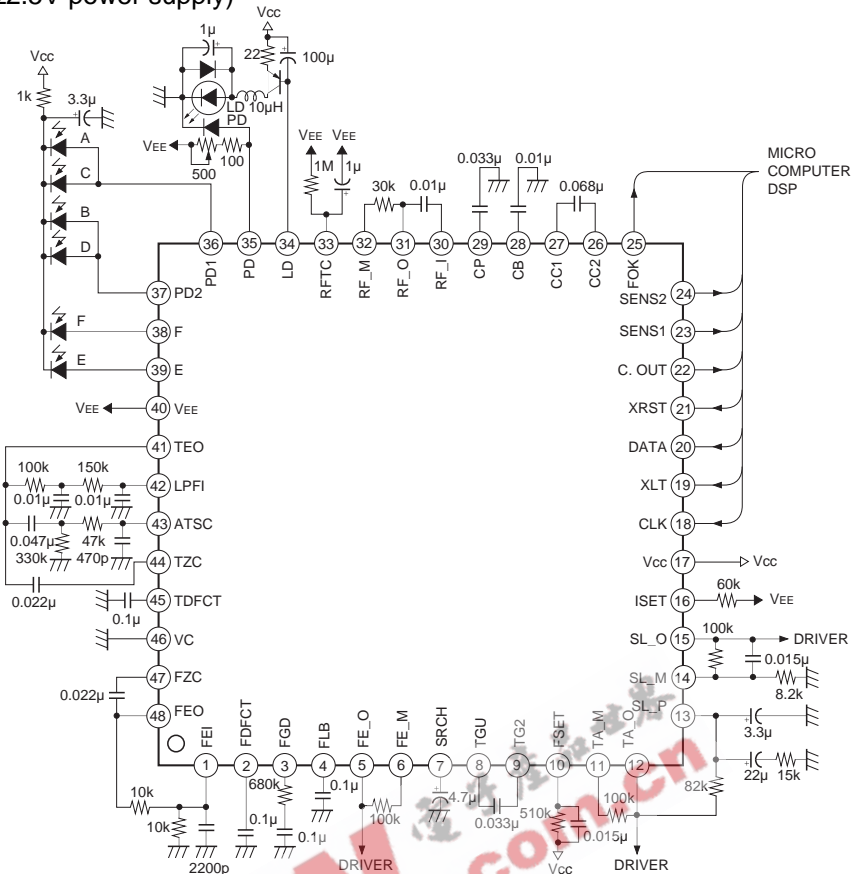 2.5V power supply)
Vcc
1k
3.3µ
A
C
B
D
F
E
1µ
LD 10µH
PD
VEE
500
100
Vcc
22
100µ
VEE VEE
1M
1µ
30k
0.01µ
0.033µ
0.01µ
0.068µ
MICRO
COMPUTER
DSP
36 35 34 33 32 31 30 29 28 27 26 25
PD1 PD LD RFTC RF_M RF_O RF_I CP CB CC1 CC2 FOK
37 PD2
38 F
39 E
VEE 40 VEE
41 TEO
100k 150k
42 LPFI
0.01µ 0.01µ
43 ATSC
0.047µ 47k
330k 470p
44 TZC
0.022µ
45 TDFCT
0.1µ
46 VC
47 FZC
0.022µ
48 FEO
SENS2 24
SENS1 23
C. OUT 22
XRST 21
DATA 20
XLT 19
CLK 18
Vcc 17 Vcc
60k
ISET 16 VEE
SL_O 15 DRIVER
100k
0.015µ
SL_M 14
8.2k
SL_P
13
3.3µ
22µ 15k
82k
FEI FDFCT FGD FLB FE_O FE_M SRCH TGU TG2 FSET TA_M TA_O
1 2 3 4 5 6 7 8 9 10 11 12
10k
10k
2200p
0.1µ
680k
0.1µ
0.1µ
100k
DRIVER
4.7µ
0.033µ
510k
0.015µ
Vcc
100k
DRIVER
com.cn